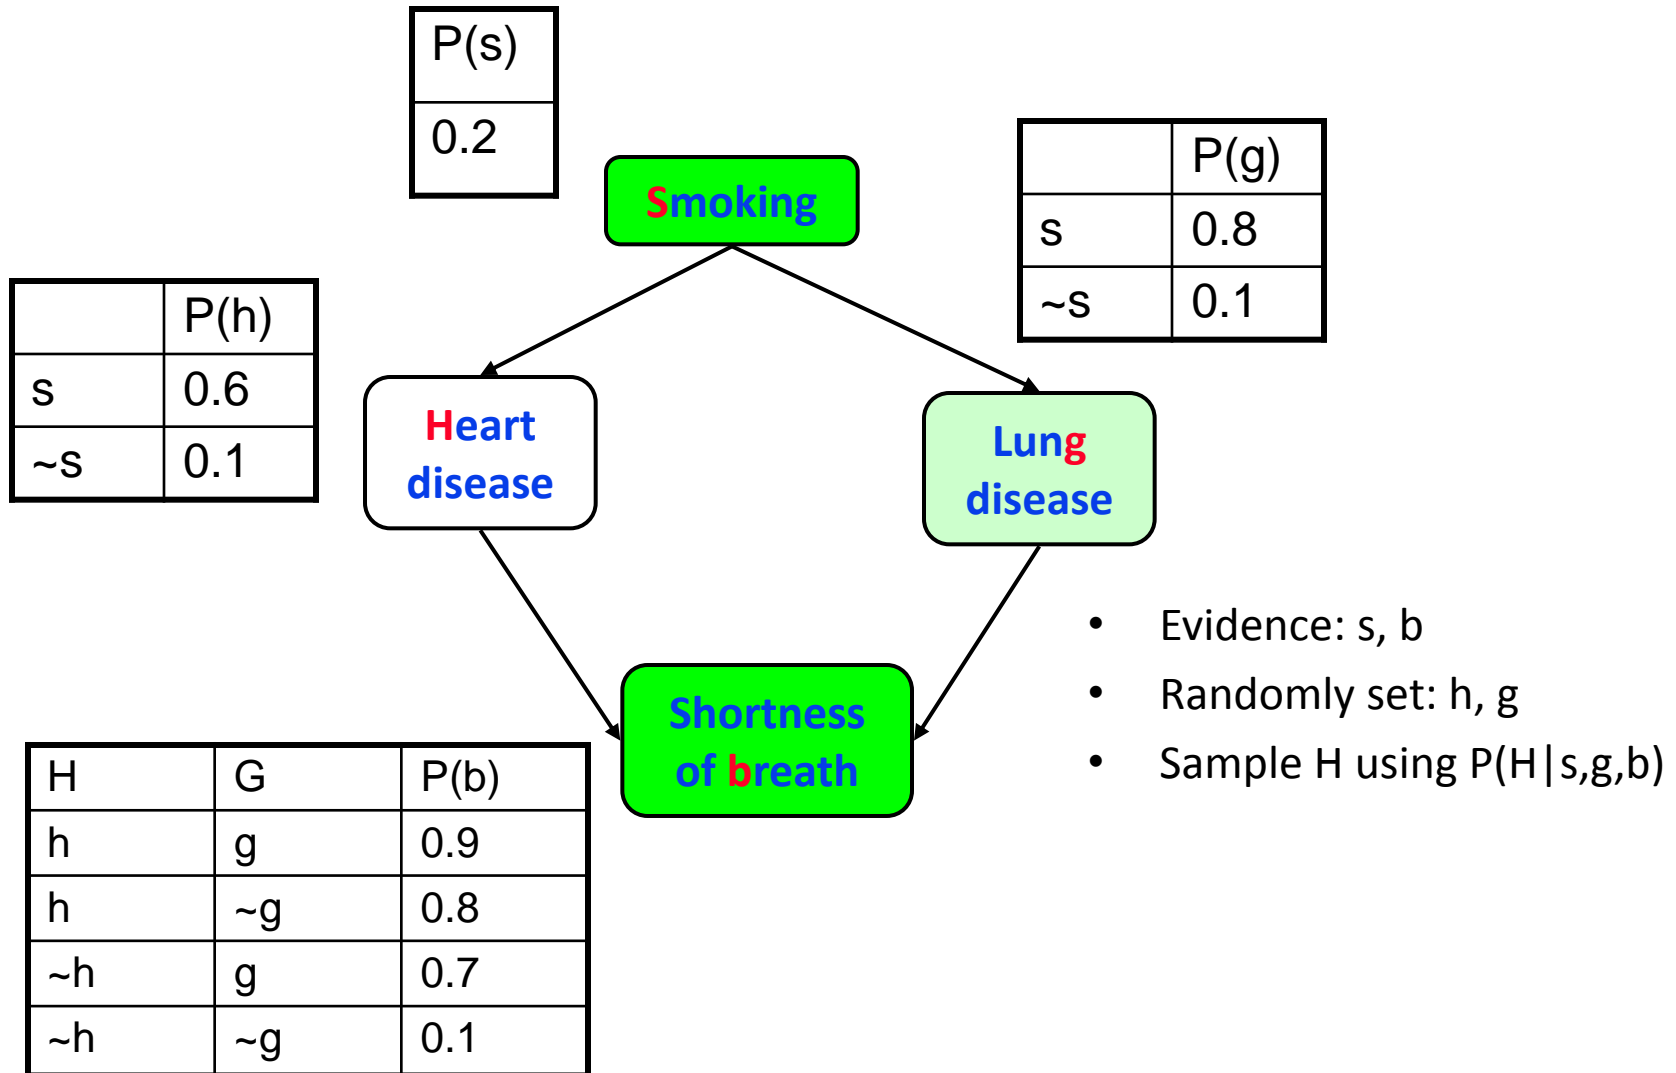 P(s)
0.2
Smoking
P(g)
s 0.8
~s 0.1
P(h)
s 0.6
~s 0.1
Heart
disease
Lung
disease
Shortness
of breath
• Evidence: s, b
• Randomly set: h, g
• Sample H using P(H|s,g,b)
H G P(b)
h g 0.9
h ~g 0.8
~h g 0.7
~h ~g 0.1